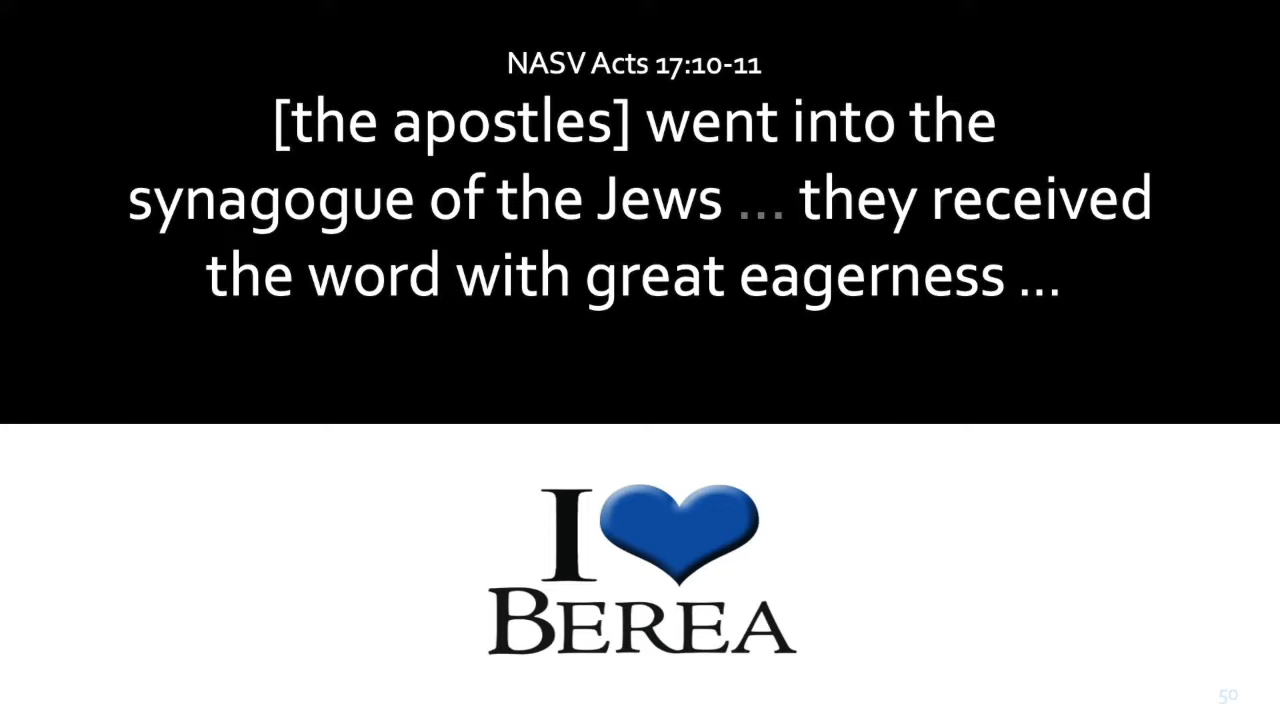 NASV Acts 17:10-11
[the apostles] went into the
synagogue of the Jews ... they received
the word with great eagerness ...
I
BEREA
50